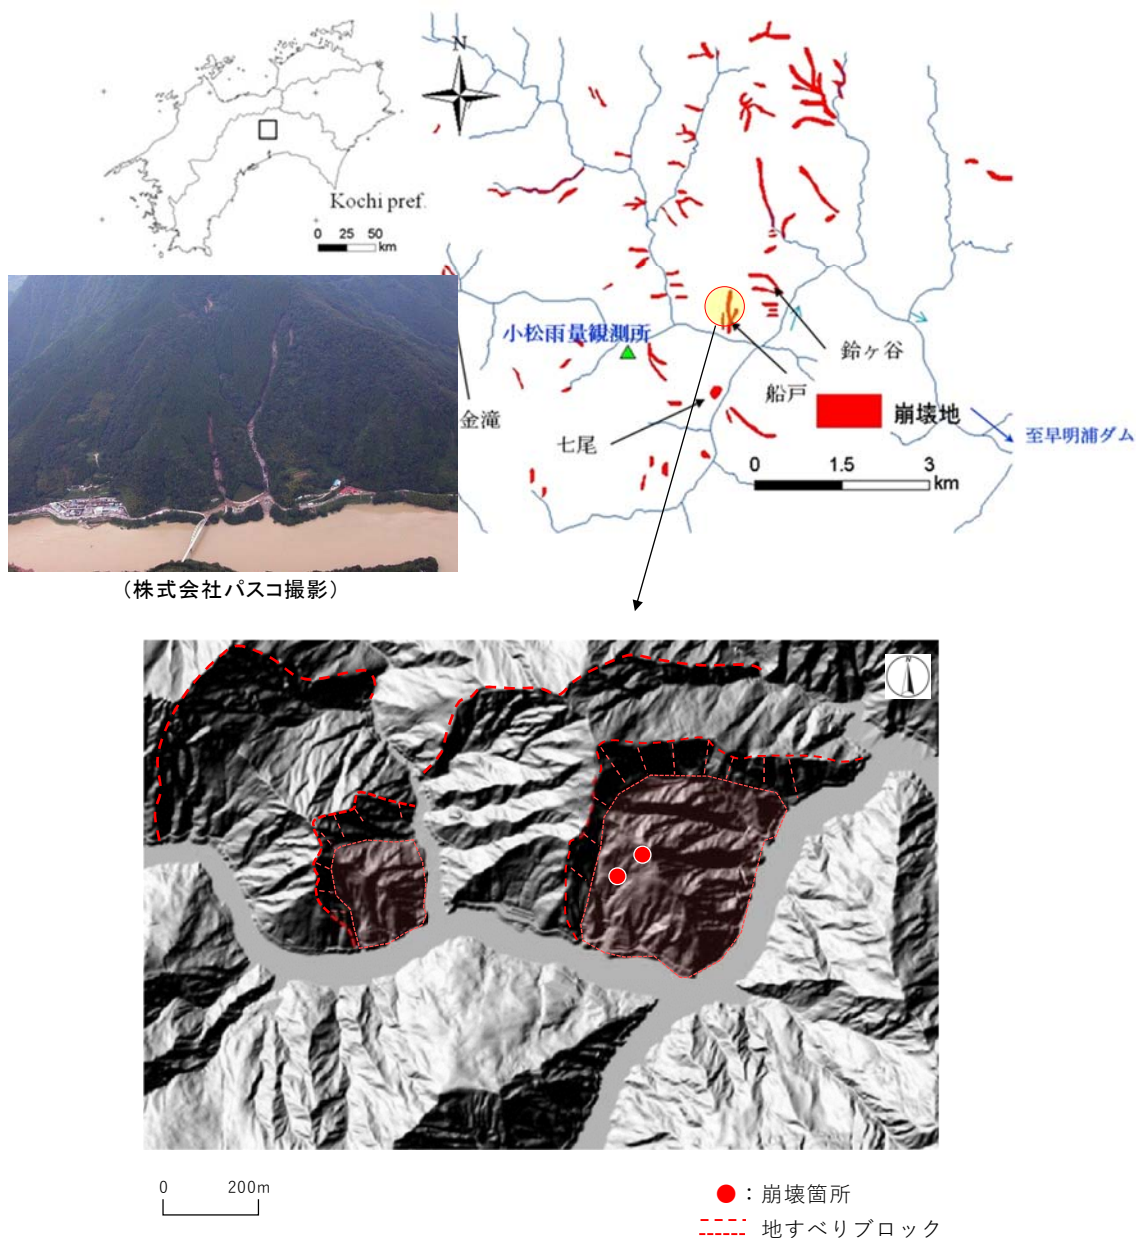 N
Kochi pref.
0 25 50
km
小松雨量観測所
鈴ヶ谷
船戸
金滝
七尾
崩壊地
至早明浦ダム
0 1.5 3
km
(株式会社パスコ撮影)
N
0 200m
:崩壊箇所
地すべりブロック